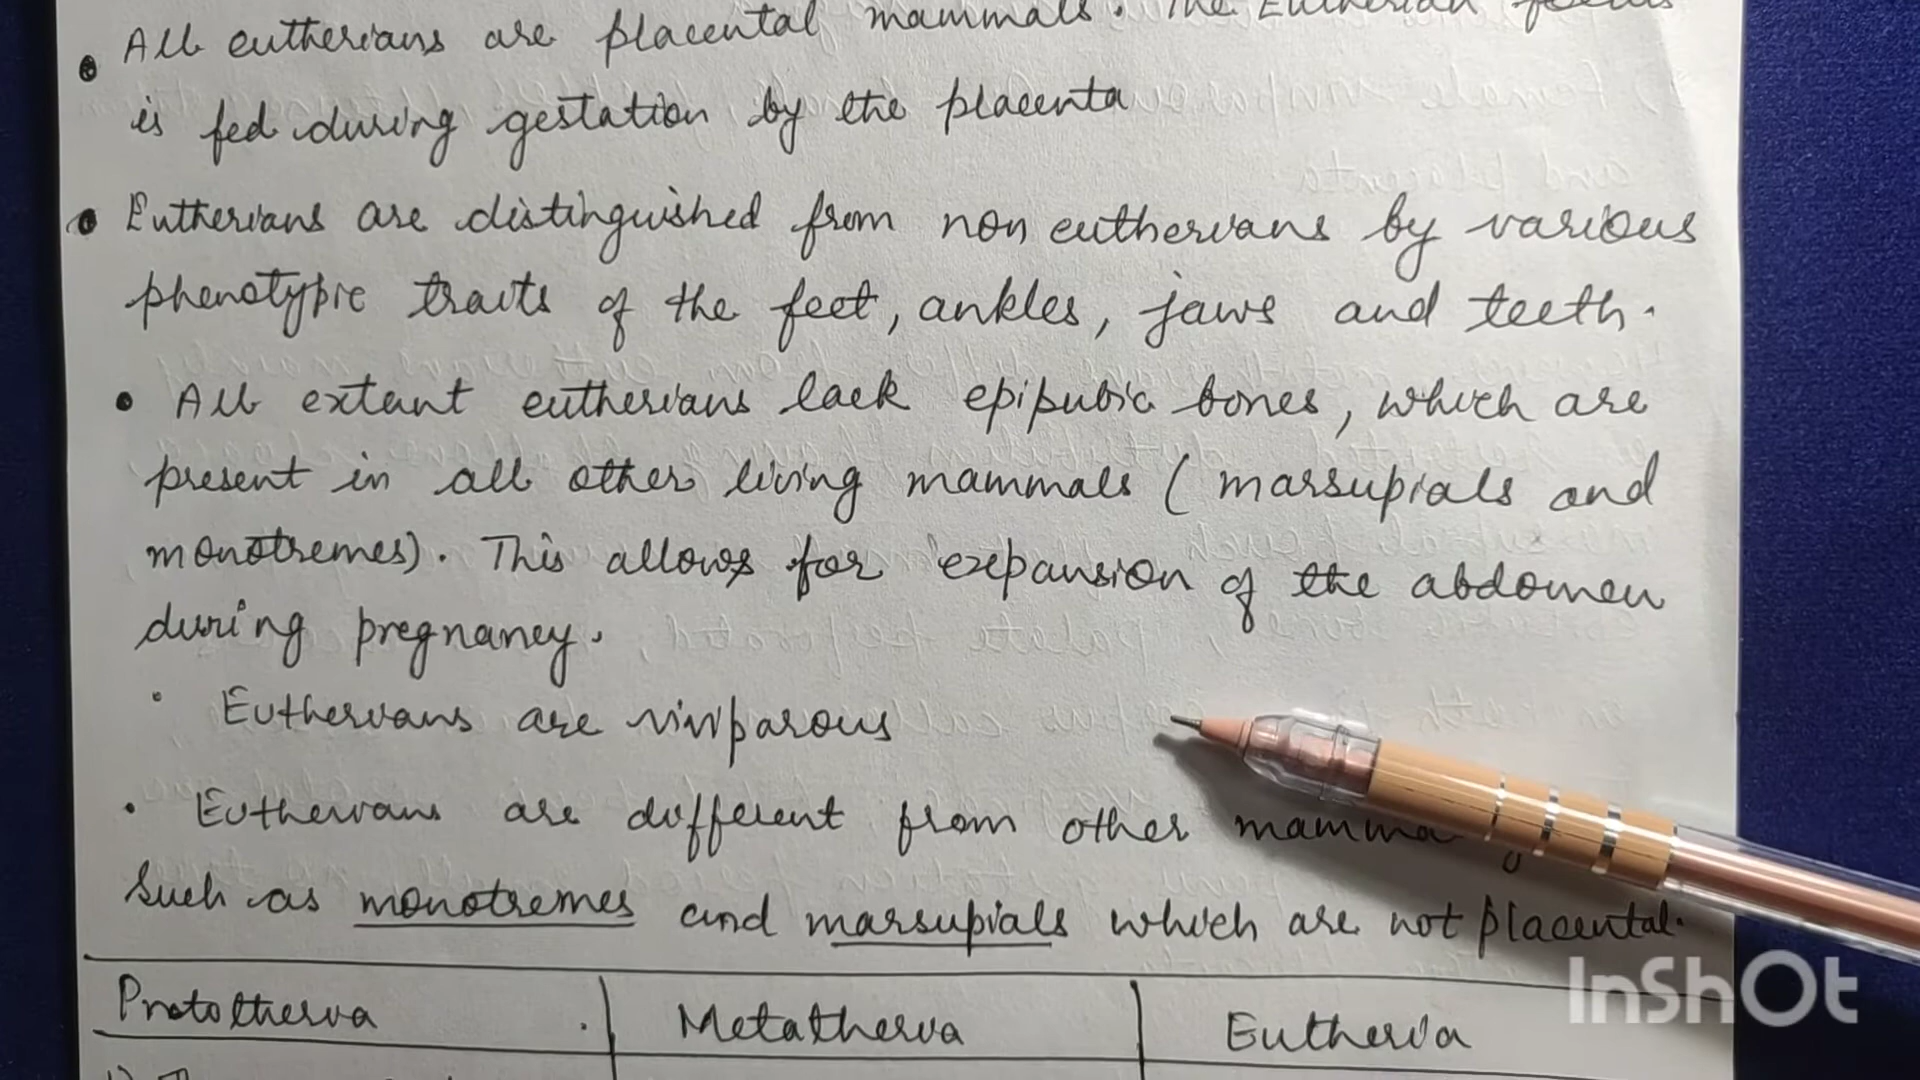 • All eutherians are placental mammals. The Eutherian
is fed during gestation by the placenta
• Eutherians are distinguished from non eutherians by various
phenotypic traits of the feet, ankles, jaws and teeth.
• All extant eutherians lack epipubic bones, which are
present in all other living mammals (marsupials and
monotremes). This allows for expansion of the abdomen
during pregnancy.
• Eutherians are viviparous
• Eutherians are different from other
such as monotremes and marsupials which are not placental.
Prototheria Metatheria Eutheria
InShOt